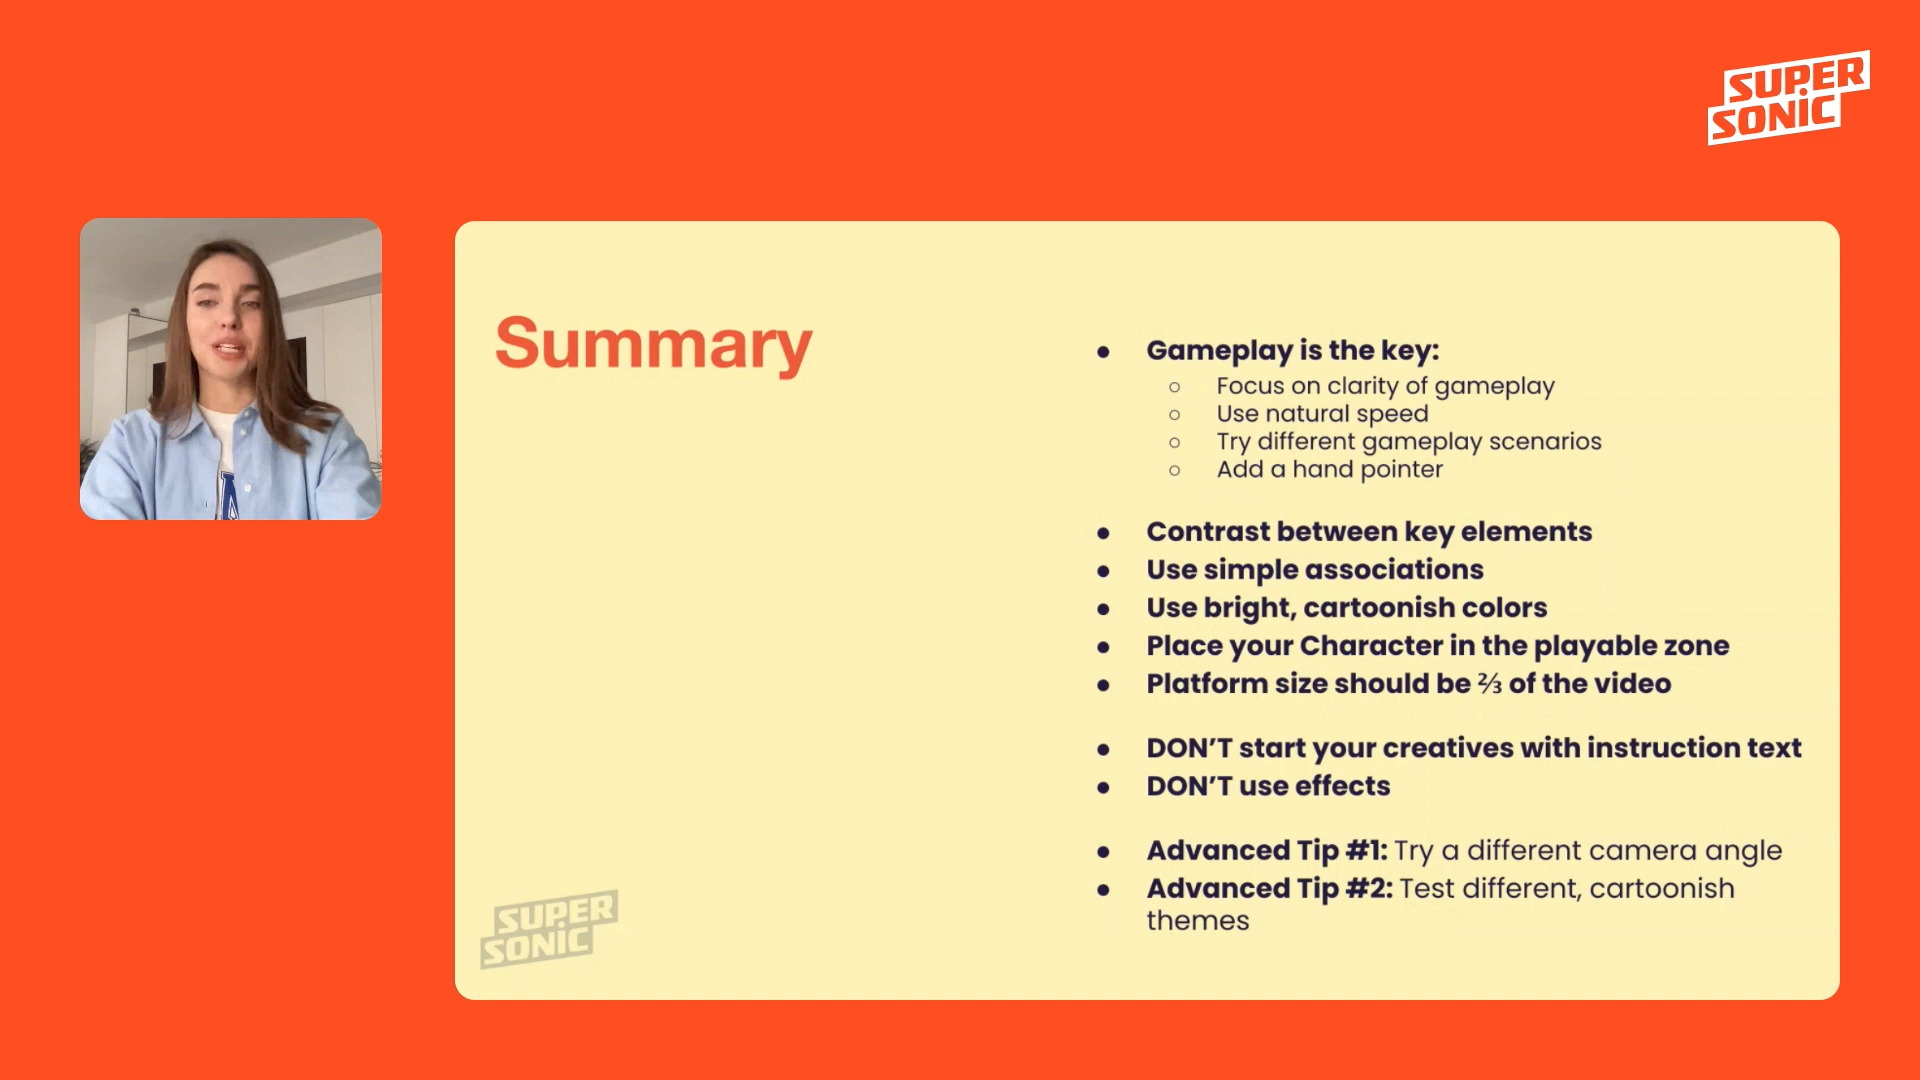 SUPER
SONIC
Summary
● Gameplay is the key:
○ Focus on clarity of gameplay
○ Use natural speed
○ Try different gameplay scenarios
○ Add a hand pointer
● Contrast between key elements
● Use simple associations
● Use bright, cartoonish colors
● Place your Character in the playable zone
● Platform size should be ⅔ of the video
● DON’T start your creatives with instruction text
● DON’T use effects
● Advanced Tip #1: Try a different camera angle
● Advanced Tip #2: Test different, cartoonish
themes
SUPER
SONIC